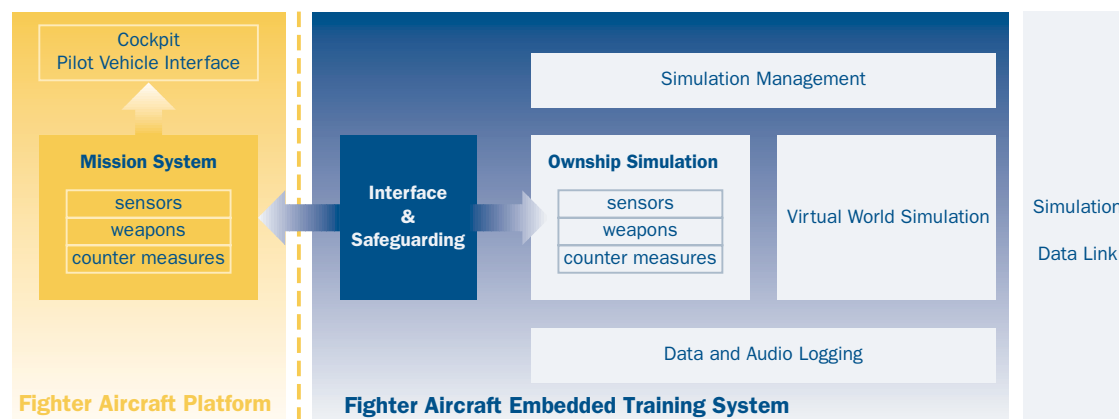 Cockpit
Pilot Vehicle Interface
Mission System
sensors
weapons
counter measures
Fighter Aircraft Platform
Interface
&
Safeguarding
Simulation Management
Ownship Simulation
sensors
weapons
counter measures
Virtual World Simulation
Data and Audio Logging
Fighter Aircraft Embedded Training System
Simulation
Data Link